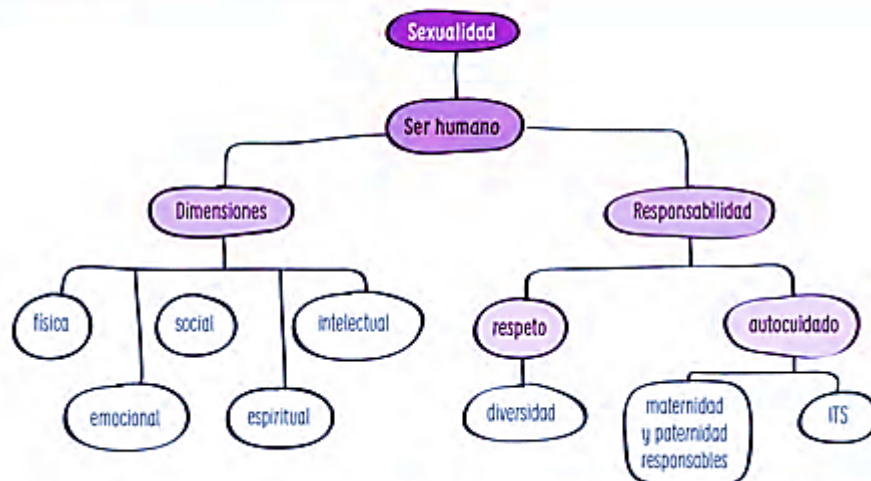 Sexualidad
Ser humano
Dimensiones
Responsabilidad
física
social
intelectual
respeto
autocuidado
emocional
espiritual
diversidad
maternidad
y paternidad
responsables
ITS